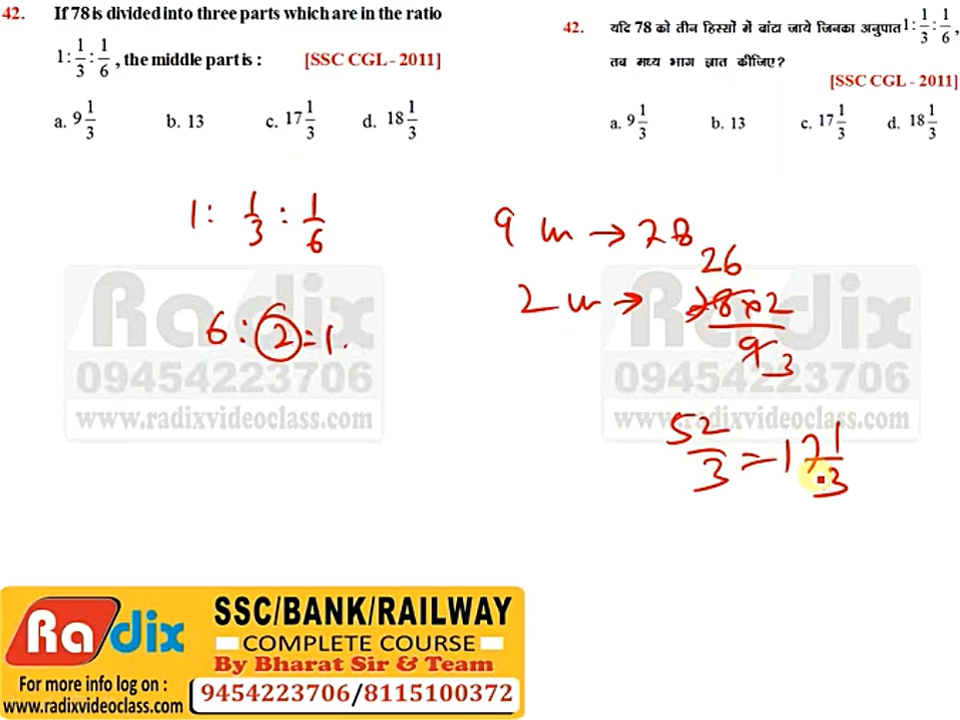 42. If 78 is divided into three parts which are in the ratio
1 : 1/3 : 1/6 , the middle part is : [SSC CGL - 2011]
a. 9 1/3 b. 13 c. 17 1/3 d. 18 1/3
42. यदि 78 को तीन हिस्सों में बांटा जाये जिनका अनुपात 1 : 1/3 : 1/6 ,
तब मध्य भाग ज्ञात कीजिए?
[SSC CGL - 2011]
a. 9 1/3 b. 13 c. 17 1/3 d. 18 1/3
1 : 1/3 : 1/6
6 : 2 : 1
9 → 78
26
2 → 78×2
9 3
52/3 = 17 1/3
Radix
09454223706
www.radixvideoclass.com
Radix
09454223706
www.radixvideoclass.com
Radix
For more info log on :
www.radixvideoclass.com
SSC/BANK/RAILWAY
COMPLETE COURSE
By Bharat Sir & Team
9454223706/8115100372